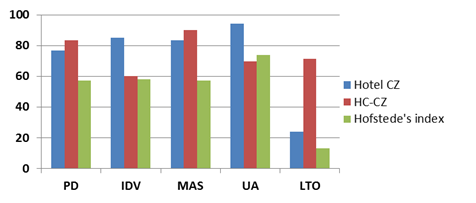 100
80
60
40
20
0
PD IDV MAS UA LTO
Hotel CZ
HC-CZ
Hofstede's index